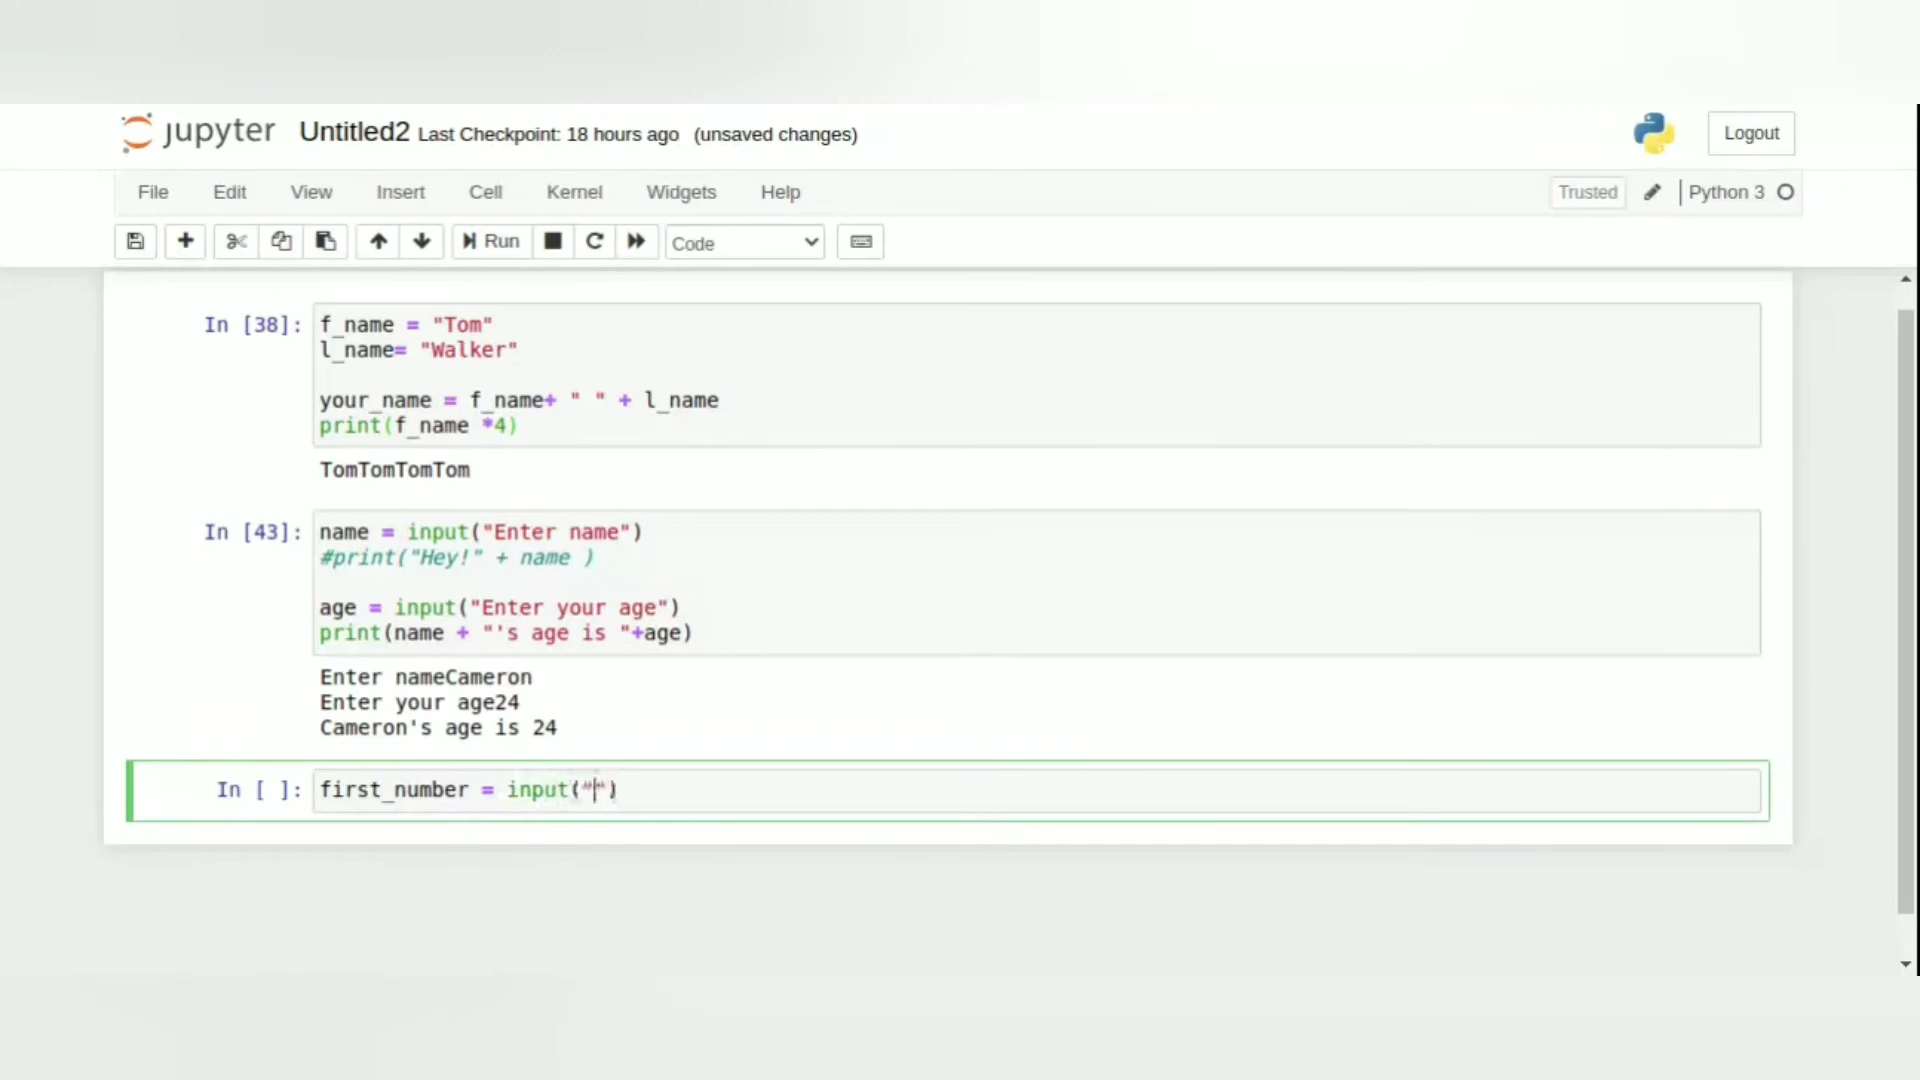 jupyter Untitled2 Last Checkpoint: 18 hours ago (unsaved changes) Logout
File Edit View Insert Cell Kernel Widgets Help Trusted Python 3
Run Code
In [38]: f_name = "Tom"
l_name= "Walker"
your_name = f_name+ " " + l_name
print(f_name *4)
TomTomTomTom
In [43]: name = input("Enter name")
#print("Hey!" + name )
age = input("Enter your age")
print(name + "'s age is "+age)
Enter nameCameron
Enter your age24
Cameron's age is 24
In [ ]: first_number = input("")